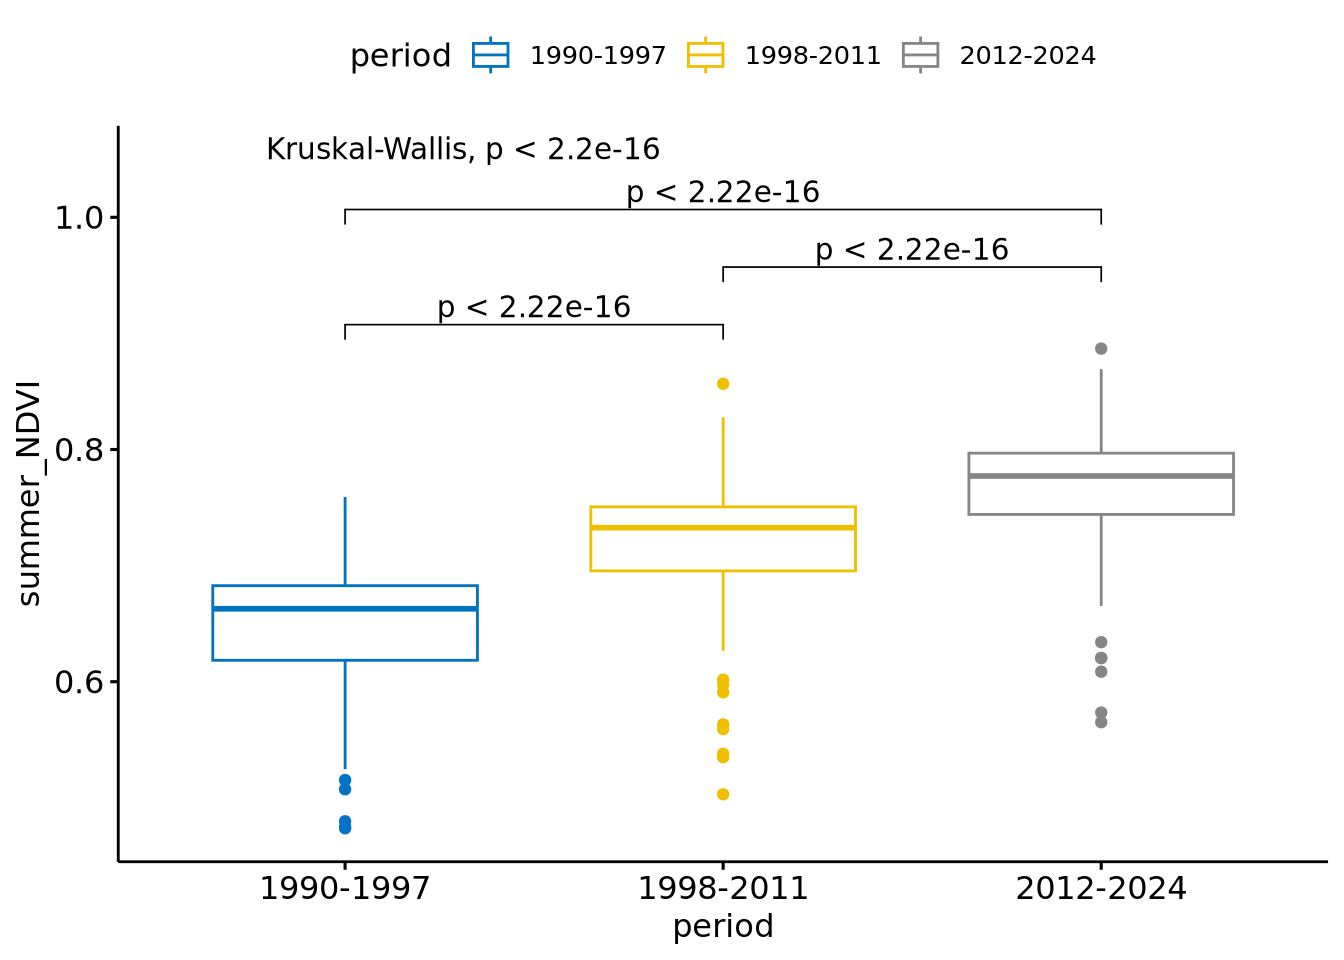 period 1990-1997 1998-2011 2012-2024
Kruskal-Wallis, p < 2.2e-16
p < 2.22e-16
p < 2.22e-16
p < 2.22e-16
1.0
0.8
0.6
summer_NDVI
1990-1997 1998-2011 2012-2024
period